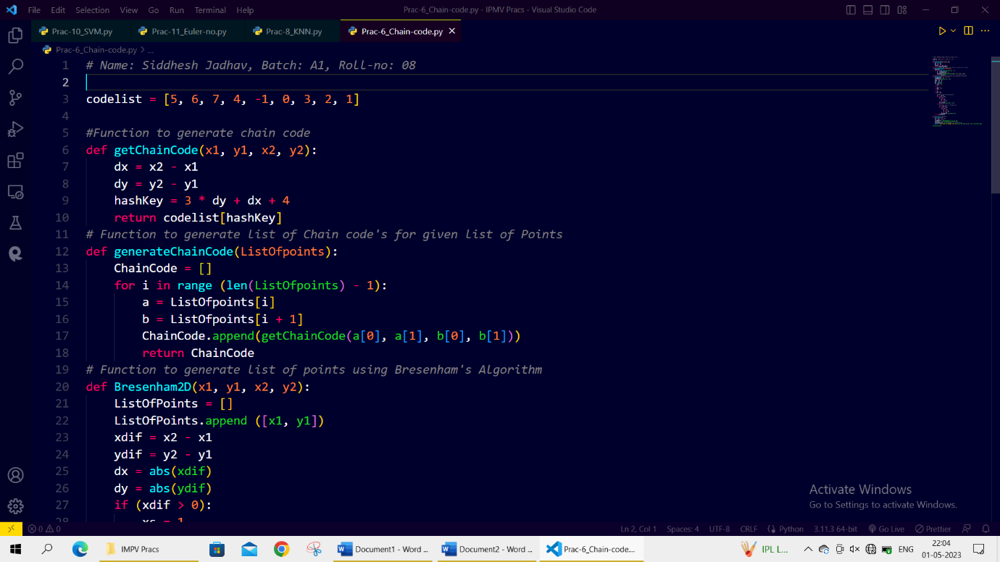 File Edit Selection View Go Run Terminal Help Prac-6_Chain-code.py - IPMV Pracs - Visual Studio Code
Prac-10_SVM.py Prac-11_Euler-no.py Prac-8_KNN.py Prac-6_Chain-code.py
Prac-6_Chain-code.py > ...
1 # Name: Siddhesh Jadhav, Batch: A1, Roll-no: 08
2
3 codelist = [5, 6, 7, 4, -1, 0, 3, 2, 1]
4
5 #Function to generate chain code
6 def getChainCode(x1, y1, x2, y2):
7 dx = x2 - x1
8 dy = y2 - y1
9 hashKey = 3 * dy + dx + 4
10 return codelist[hashKey]
11 # Function to generate list of Chain code's for given list of Points
12 def generateChainCode(ListOfpoints):
13 ChainCode = []
14 for i in range (len(ListOfpoints) - 1):
15 a = ListOfpoints[i]
16 b = ListOfpoints[i + 1]
17 ChainCode.append(getChainCode(a[0], a[1], b[0], b[1]))
18 return ChainCode
19 # Function to generate list of points using Bresenham's Algorithm
20 def Bresenham2D(x1, y1, x2, y2):
21 ListOfPoints = []
22 ListOfPoints.append ([x1, y1])
23 xdif = x2 - x1
24 ydif = y2 - y1
25 dx = abs(xdif)
26 dy = abs(ydif)
27 if (xdif > 0):
28 xs = 1
Activate Windows
Go to Settings to activate Windows.
0 0 Ln 2, Col 1 Spaces: 4 UTF-8 CRLF Python 3.11.3 64-bit Go Live Prettier
IMPV Pracs Document1 - Word ... Document2 - Word ... Prac-6_Chain-code.... IPL L... ENG 22:04
01-05-2023